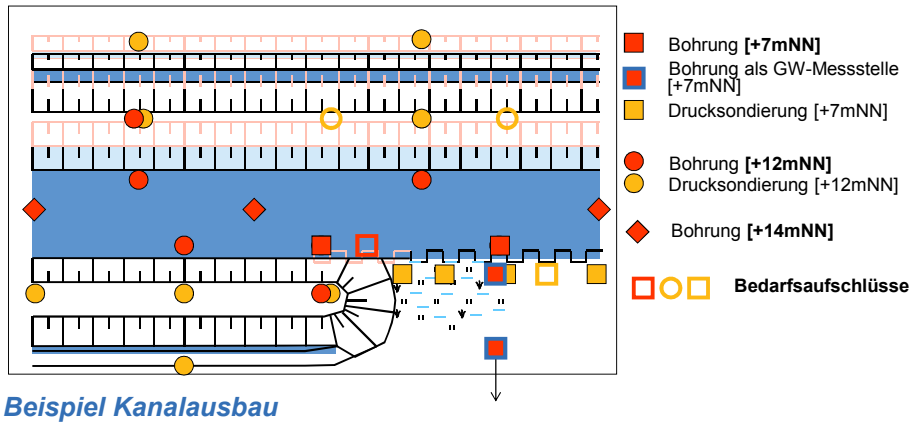 Bohrung [+7mNN]
Bohrung als GW-Messstelle
[+7mNN]
Drucksondierung [+7mNN]
Bohrung [+12mNN]
Drucksondierung [+12mNN]
Bohrung [+14mNN]
Bedarfsaufschlüsse
Beispiel Kanalausbau